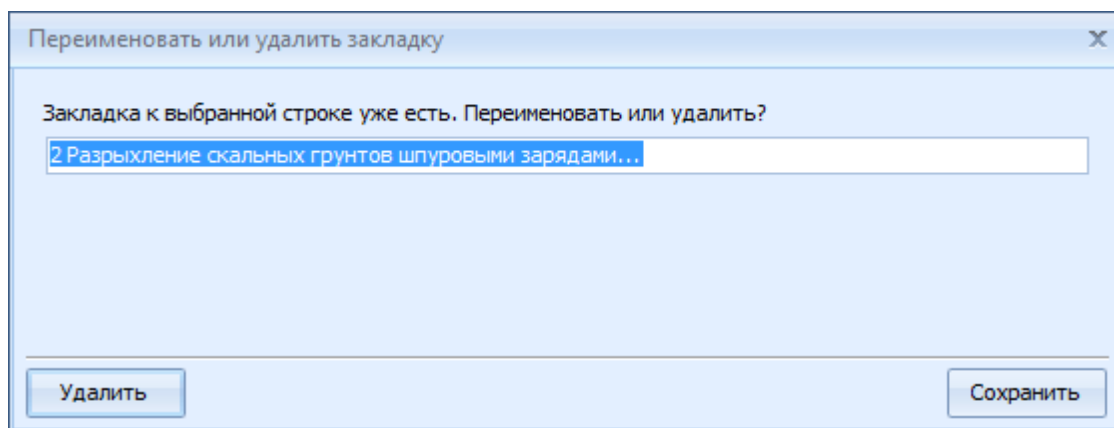 Переименовать или удалить закладку
Закладка к выбранной строке уже есть. Переименовать или удалить?
2 Разрыхление скальных грунтов шпуровыми зарядами...
Удалить
Сохранить